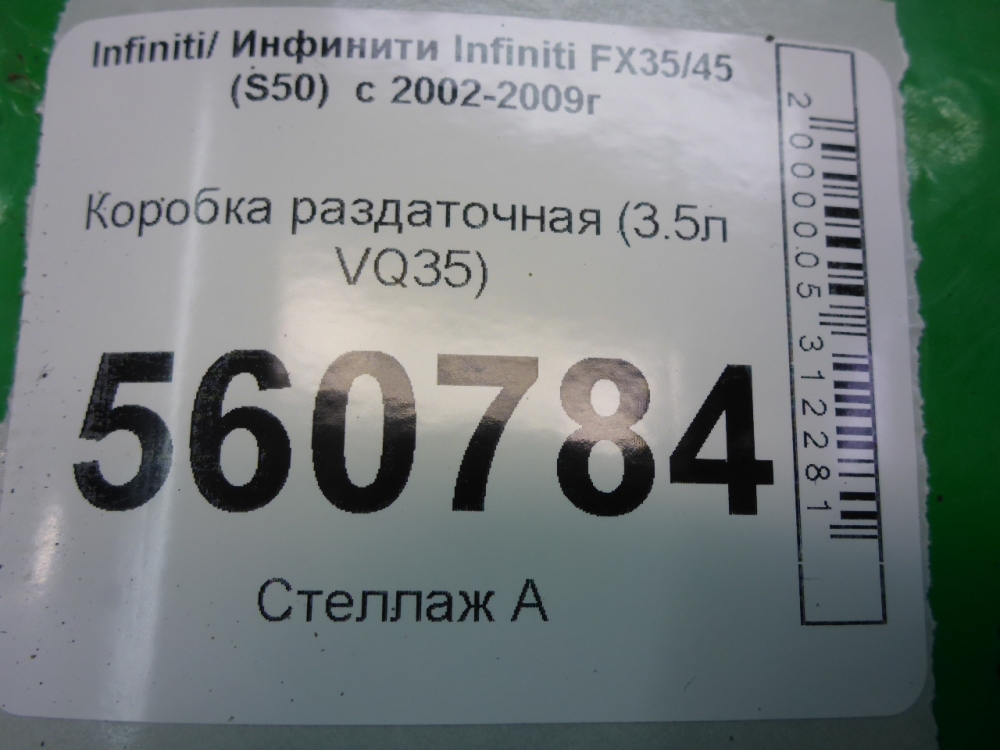 Infiniti/ Инфинити Infiniti FX35/45
(S50) с 2002-2009г
Коробка раздаточная (3.5л
VQ35)
560784
Стеллаж А
2000005312281